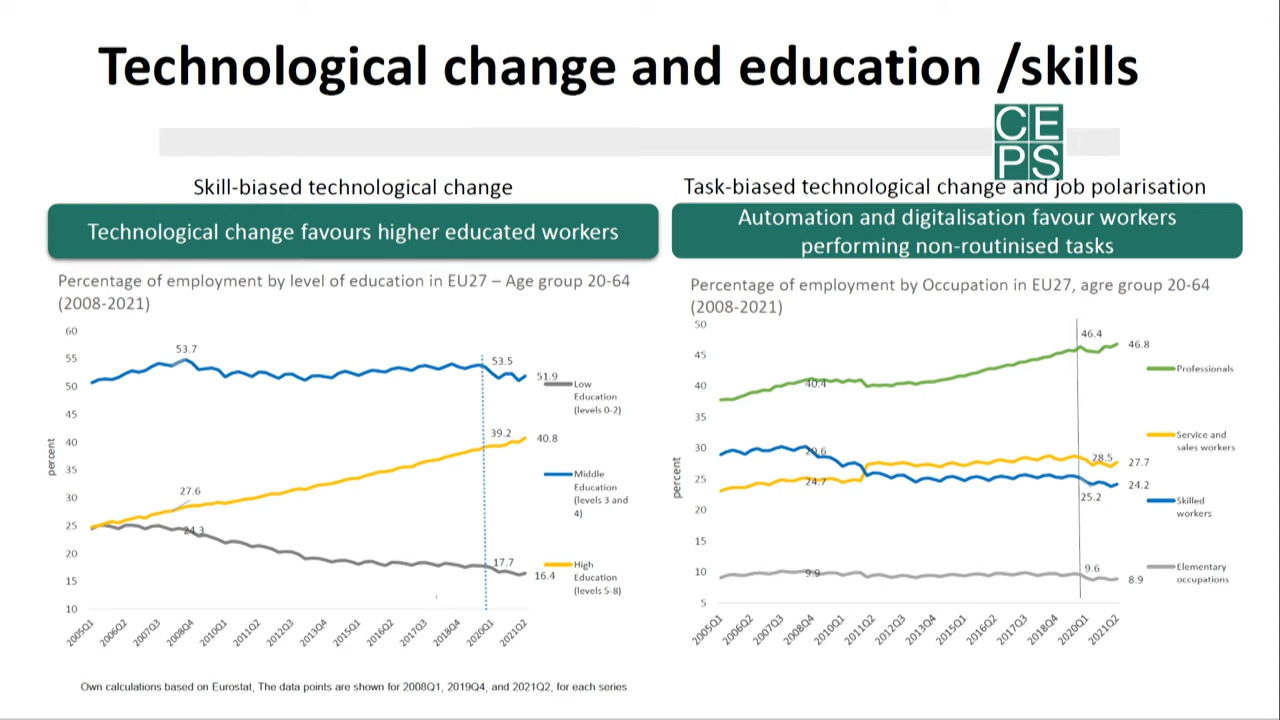 Technological change and education /skills
CE
PS
Skill-biased technological change
Technological change favours higher educated workers
Percentage of employment by level of education in EU27 – Age group 20-64
(2008-2021)
percent
60
55
50
45
40
35
30
25
20
15
10
53.7
53.5
51.9
27.6
39.2
40.8
24.3
17.7
16.4
Low
Education
(levels 0-2)
Middle
Education
(levels 3 and
4)
High
Education
(levels 5-8)
2005Q1
2006Q2
2007Q3
2008Q4
2010Q1
2011Q2
2012Q3
2013Q4
2015Q1
2016Q2
2017Q3
2018Q4
2020Q1
2021Q2
Task-biased technological change and job polarisation
Automation and digitalisation favour workers
performing non-routinised tasks
Percentage of employment by Occupation in EU27, agre group 20-64
(2008-2021)
percent
50
45
40
35
30
25
20
15
10
5
46.4
46.8
40.4
29.6
24.7
28.5
27.7
24.2
25.2
9.9
9.6
8.9
Professionals
Service and
sales workers
Skilled
workers
Elementary
occupations
2005Q1
2006Q2
2007Q3
2008Q4
2010Q1
2011Q2
2012Q3
2013Q4
2015Q1
2016Q2
2017Q3
2018Q4
2020Q1
2021Q2
Own calculations based on Eurostat, The data points are shown for 2008Q1, 2019Q4, and 2021Q2, for each series